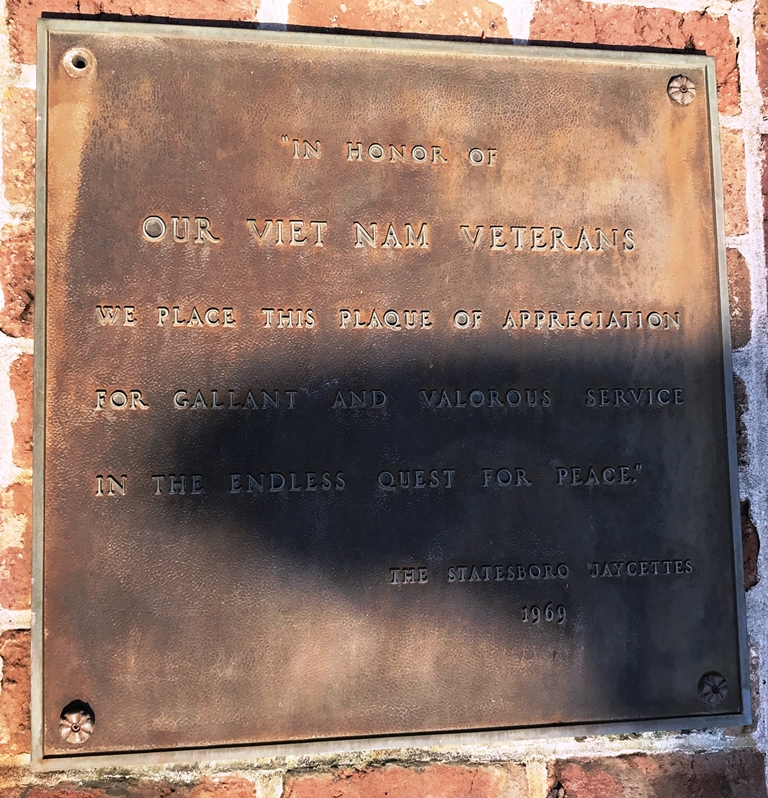 "IN HONOR OF
OUR VIET NAM VETERANS
WE PLACE THIS PLAQUE OF APPRECIATION
FOR GALLANT AND VALOROUS SERVICE
IN THE ENDLESS QUEST FOR PEACE."
THE STATESBORO JAYCETTES
1969